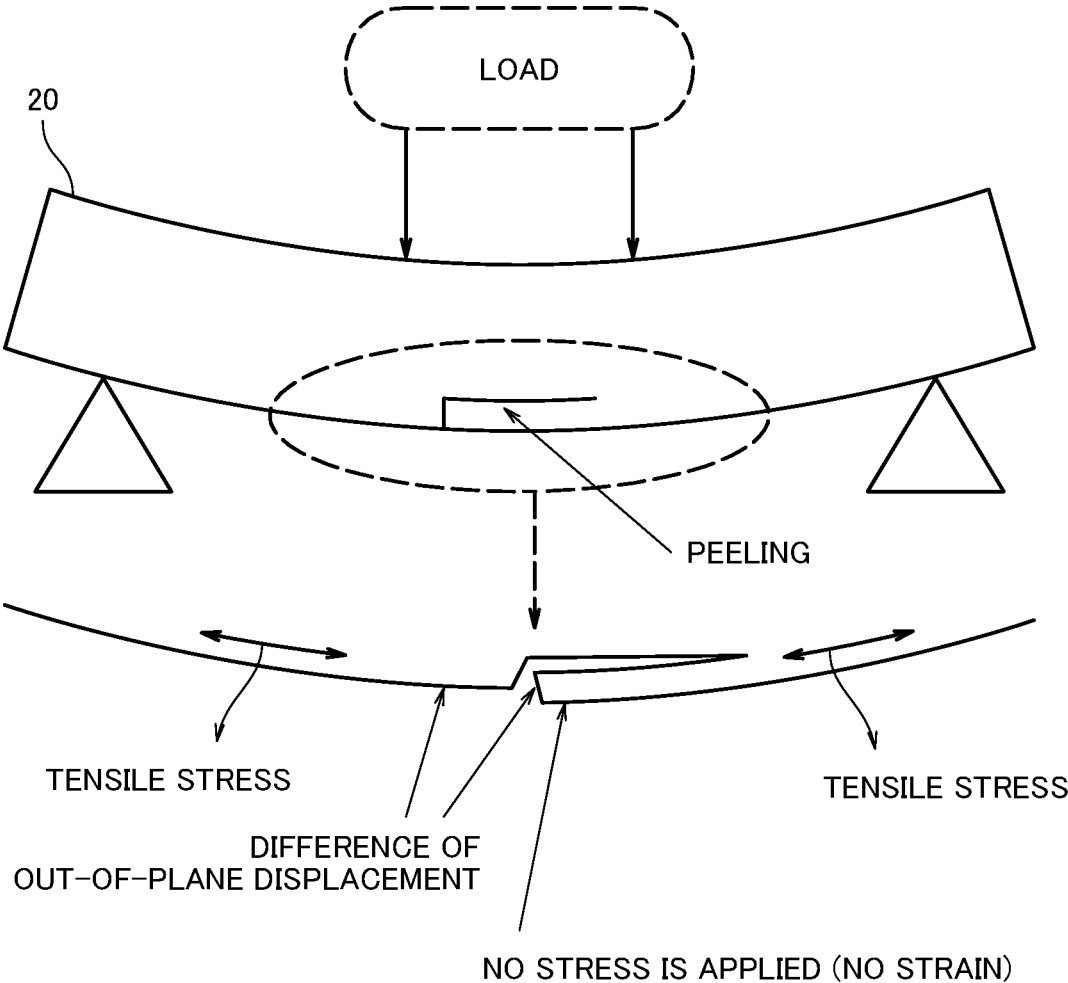 LOAD
20
PEELING
TENSILE STRESS
TENSILE STRESS
DIFFERENCE OF
OUT-OF-PLANE DISPLACEMENT
NO STRESS IS APPLIED (NO STRAIN)